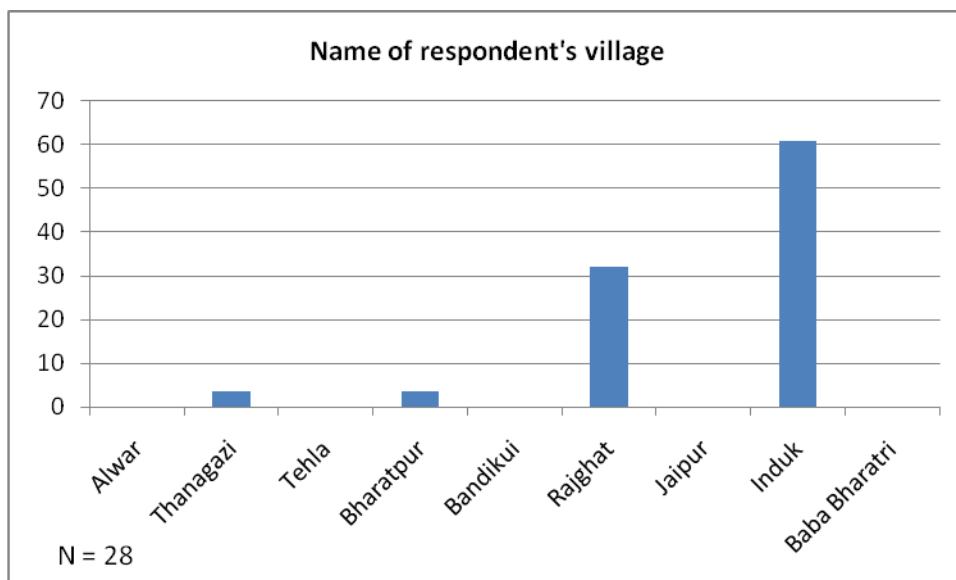 Name of respondent's village
70
60
50
40
30
20
10
0
Alwar
Thanagazi
Tehla
Bharatpur
Bandikui
Rajghat
Jaipur
Induk
Baba Bharatri
N = 28